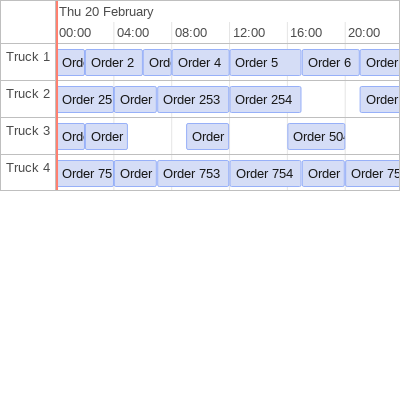 Thu 20 February
00:00 04:00 08:00 12:00 16:00 20:00
Truck 1 Ord Order 2 Ord Order 4 Order 5 Order 6 Order
Truck 2 Order 25 Order Order 253 Order 254 Order
Truck 3 Ord Order Order Order 504
Truck 4 Order 75 Order Order 753 Order 754 Order Order 75